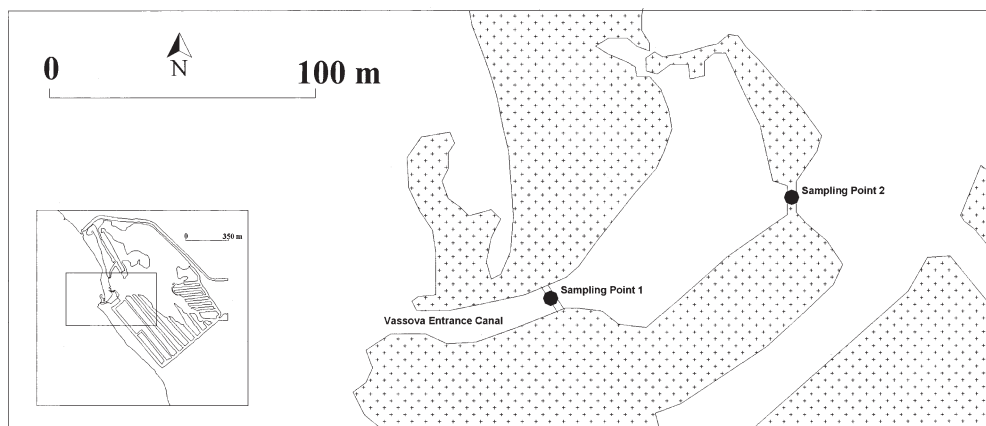 0 100 m
N
Sampling Point 2
0 350 m
Sampling Point 1
Vassova Entrance Canal